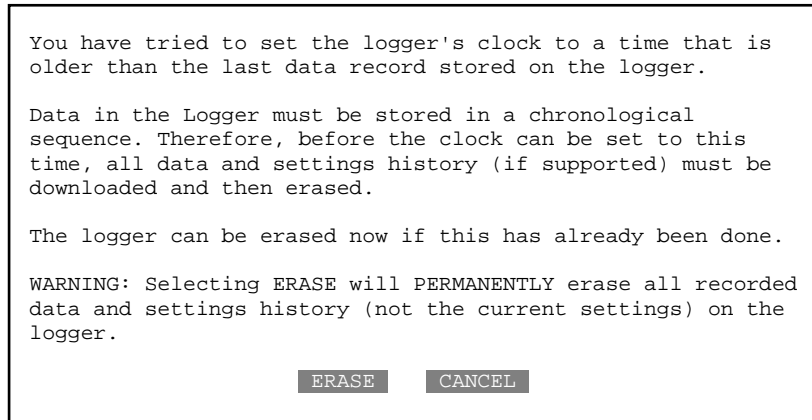 You have tried to set the logger's clock to a time that is
older than the last data record stored on the logger.
Data in the Logger must be stored in a chronological
sequence. Therefore, before the clock can be set to this
time, all data and settings history (if supported) must be
downloaded and then erased.
The logger can be erased now if this has already been done.
WARNING: Selecting ERASE will PERMANENTLY erase all recorded
data and settings history (not the current settings) on the
logger.
ERASE CANCEL